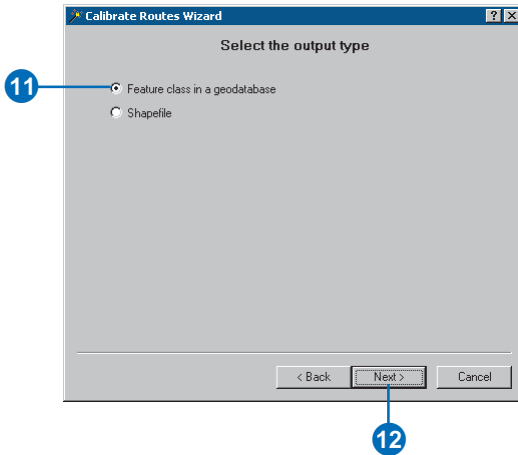 Calibrate Routes Wizard
Select the output type
11
Feature class in a geodatabase
Shapefile
< Back Next > Cancel
12